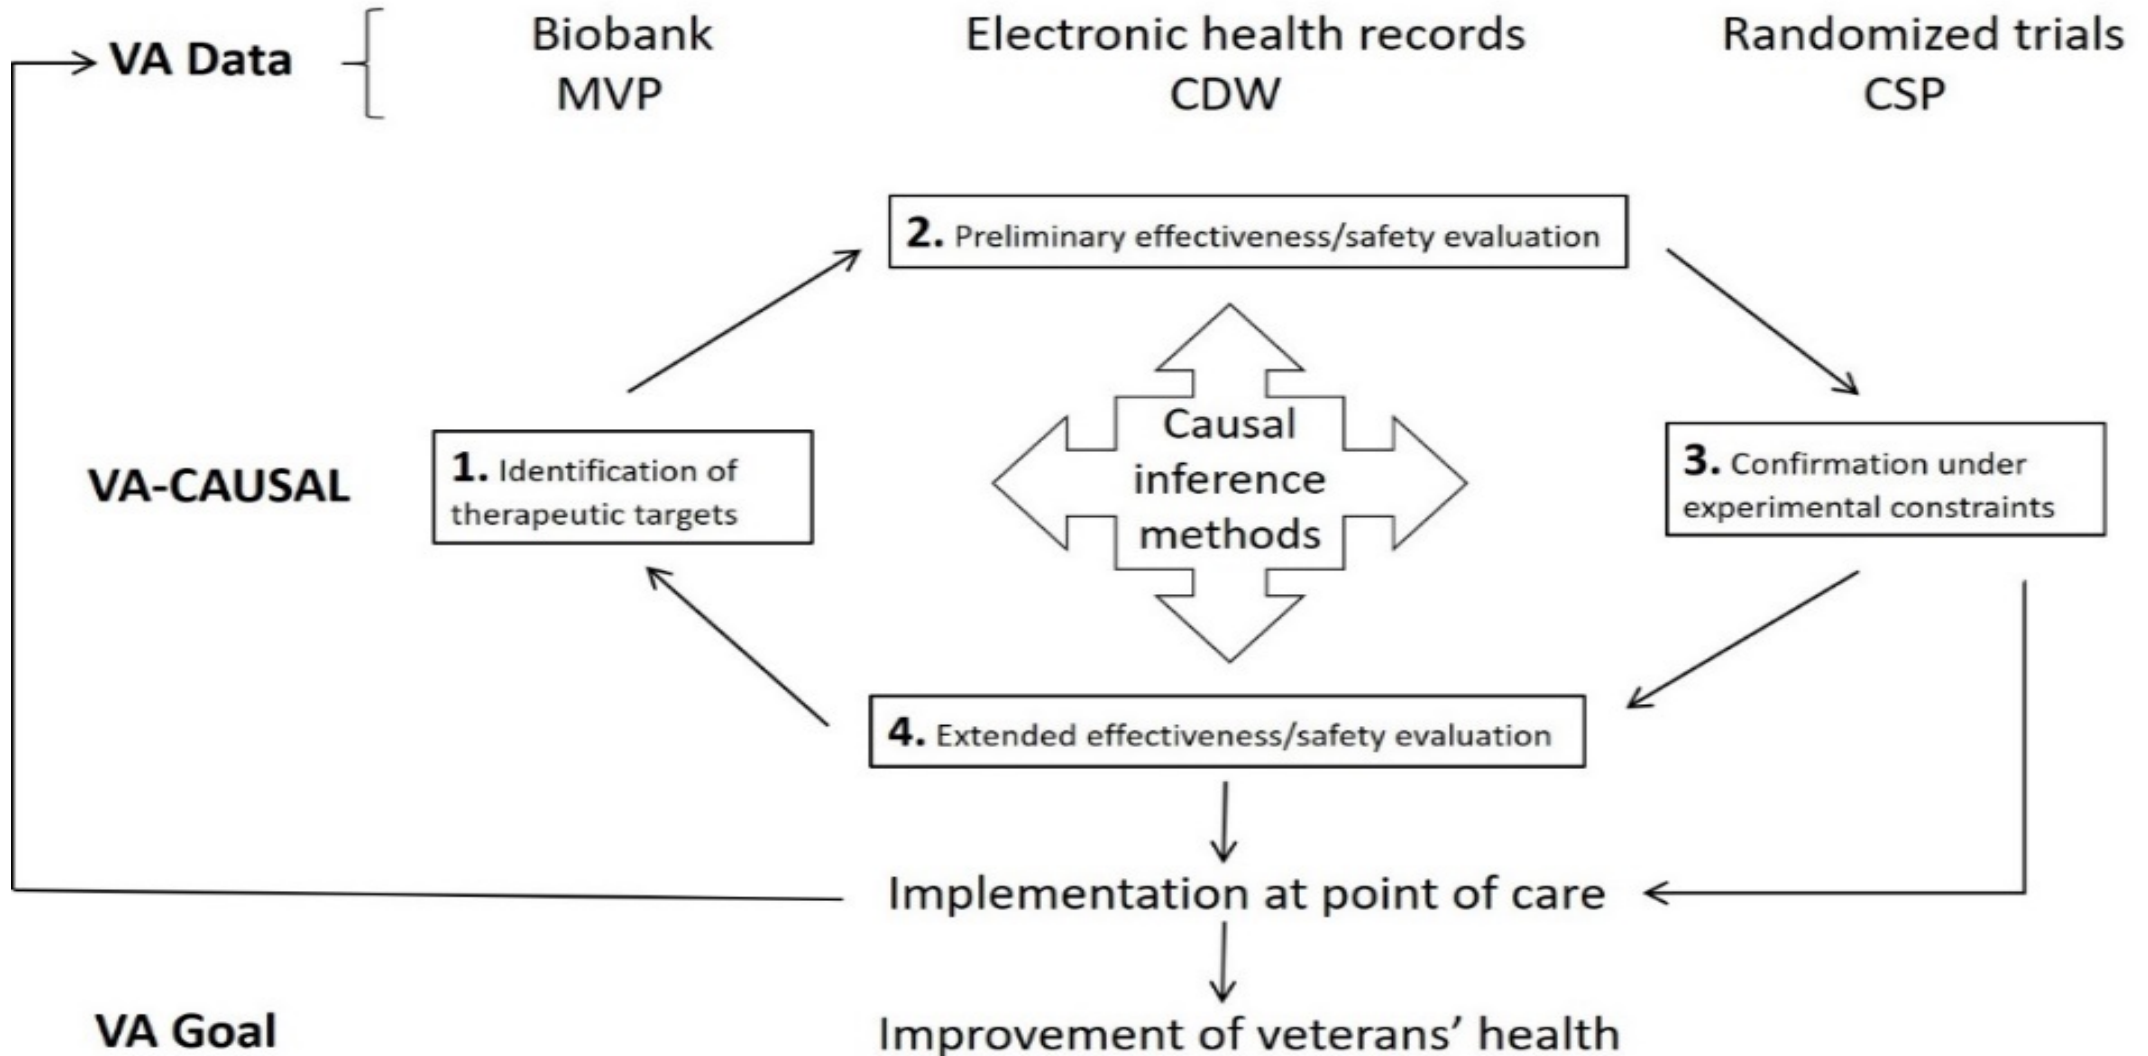 VA Data
Biobank
MVP
Electronic health records
CDW
Randomized trials
CSP
2. Preliminary effectiveness/safety evaluation
VA-CAUSAL
1. Identification of
therapeutic targets
Causal
inference
methods
3. Confirmation under
experimental constraints
4. Extended effectiveness/safety evaluation
Implementation at point of care
VA Goal
Improvement of veterans’ health